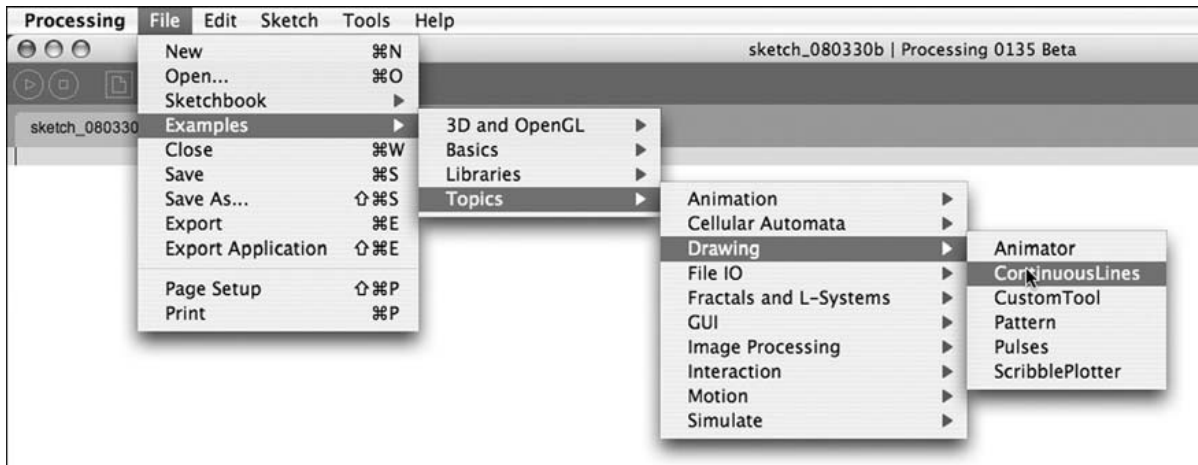 Processing File Edit Sketch Tools Help
sketch_080330b | Processing 0135 Beta
sketch_080330
New ⌘N
Open... ⌘O
Sketchbook
Examples
Close ⌘W
Save ⌘S
Save As... ⇧⌘S
Export ⌘E
Export Application ⇧⌘E
Page Setup ⇧⌘P
Print ⌘P
3D and OpenGL
Basics
Libraries
Topics
Animation
Cellular Automata
Drawing
File IO
Fractals and L-Systems
GUI
Image Processing
Interaction
Motion
Simulate
Animator
ContinuousLines
CustomTool
Pattern
Pulses
ScribblePlotter